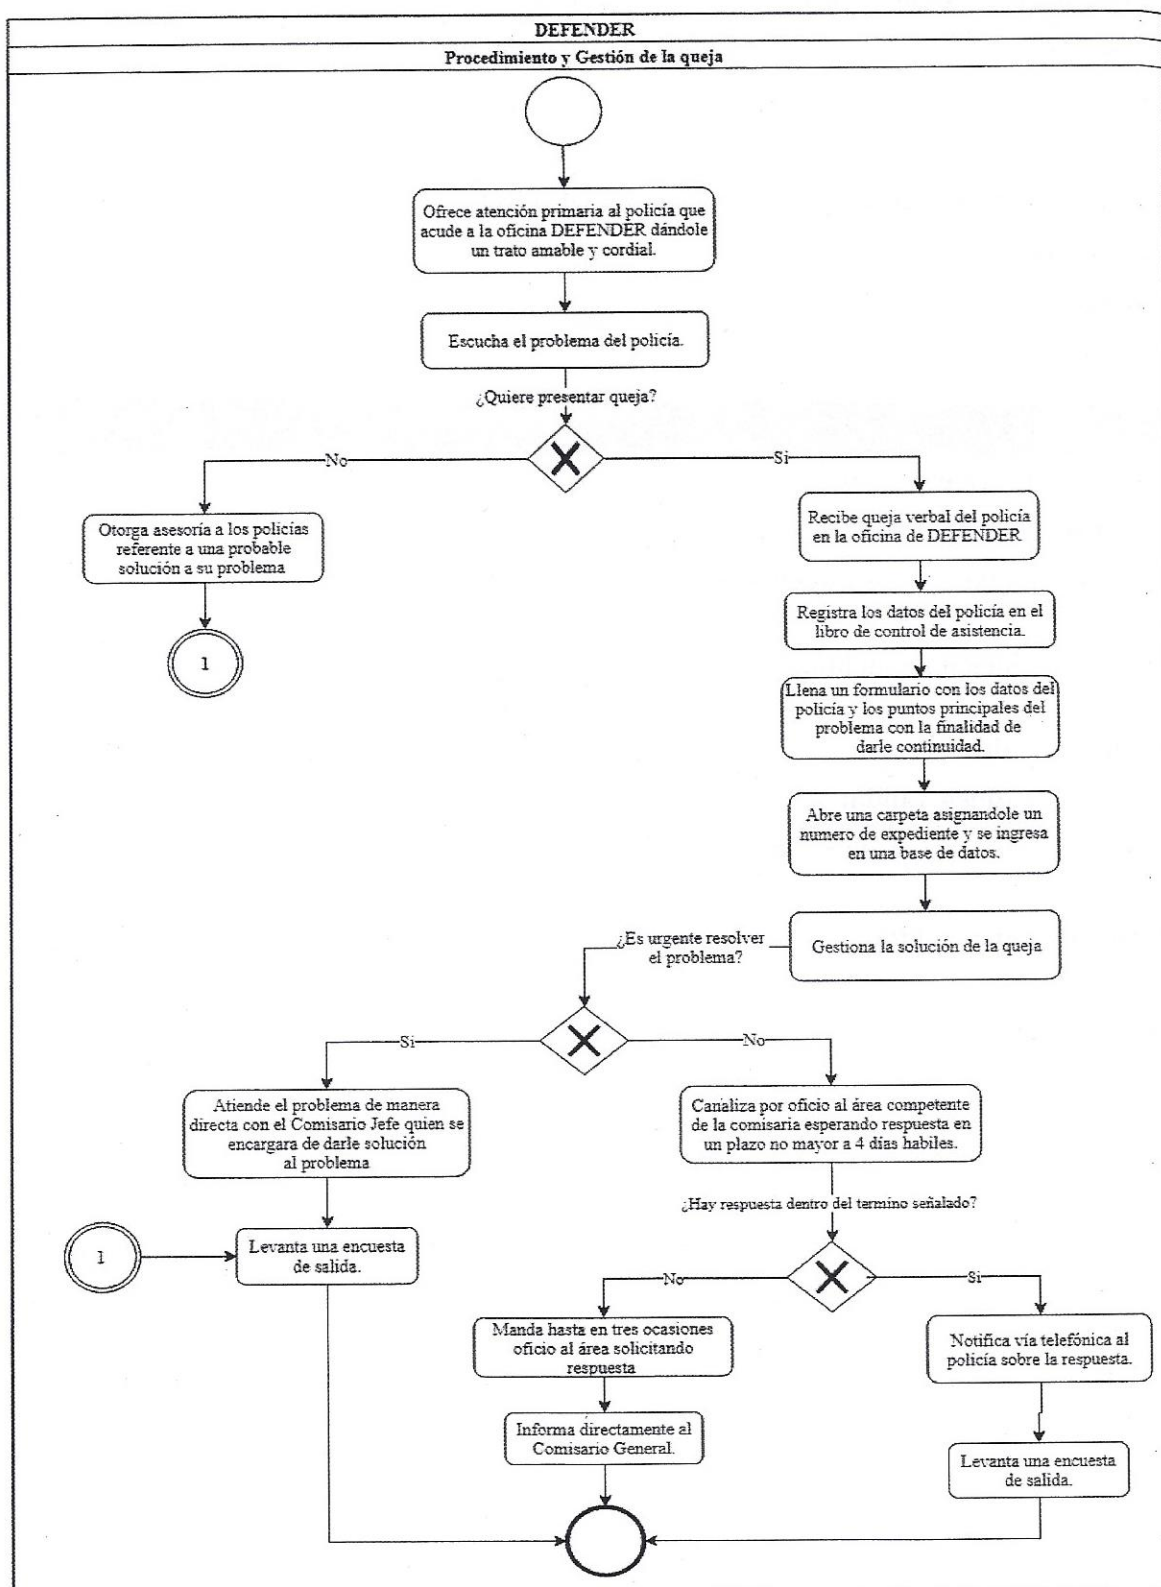 DEFENDER
Procedimiento y Gestión de la queja
Ofrece atención primaria al policía que
acude a la oficina DEFENDER dándole
un trato amable y cordial.
Escucha el problema del policía.
¿Quiere presentar queja?
No
Si
Otorga asesoría a los policías
referente a una probable
solución a su problema
1
Recibe queja verbal del policía
en la oficina de DEFENDER
Registra los datos del policía en el
libro de control de asistencia.
Llena un formulario con los datos del
policía y los puntos principales del
problema con la finalidad de
darle continuidad.
Abre una carpeta asignandole un
numero de expediente y se ingresa
en una base de datos.
Gestiona la solución de la queja
¿Es urgente resolver
el problema?
Si
No
Atiende el problema de manera
directa con el Comisario Jefe quien se
encargara de darle solución
al problema
Canaliza por oficio al área competente
de la comisaria esperando respuesta en
un plazo no mayor a 4 días habiles.
¿Hay respuesta dentro del termino señalado?
1
Levanta una encuesta
de salida.
No
Si
Manda hasta en tres ocasiones
oficio al área solicitando
respuesta
Notifica vía telefónica al
policía sobre la respuesta.
Informa directamente al
Comisario General.
Levanta una encuesta
de salida.